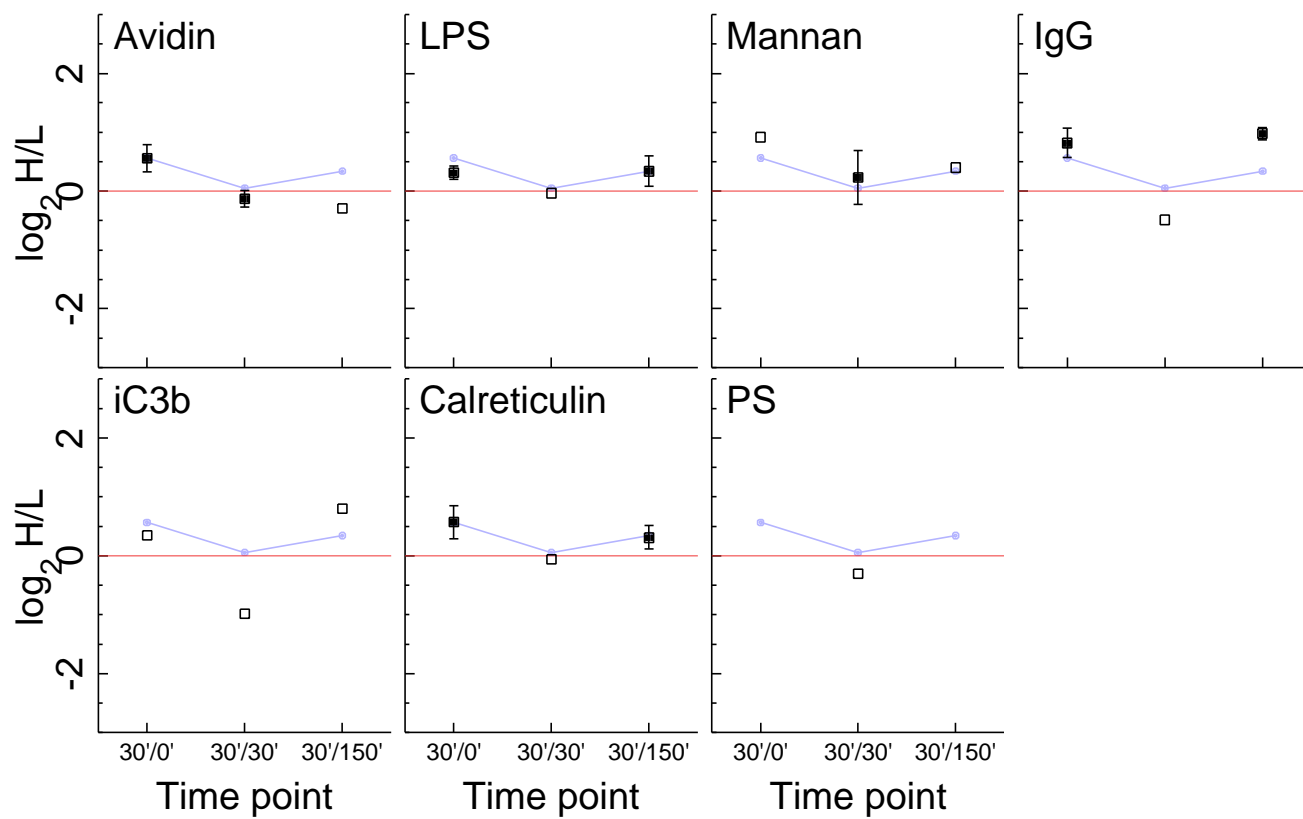 Avidin LPS Mannan IgG
2
0
-2
log2 H/L
iC3b Calreticulin PS
2
0
-2
log2 H/L
30'/0' 30'/30' 30'/150' 30'/0' 30'/30' 30'/150' 30'/0' 30'/30' 30'/150'
Time point Time point Time point